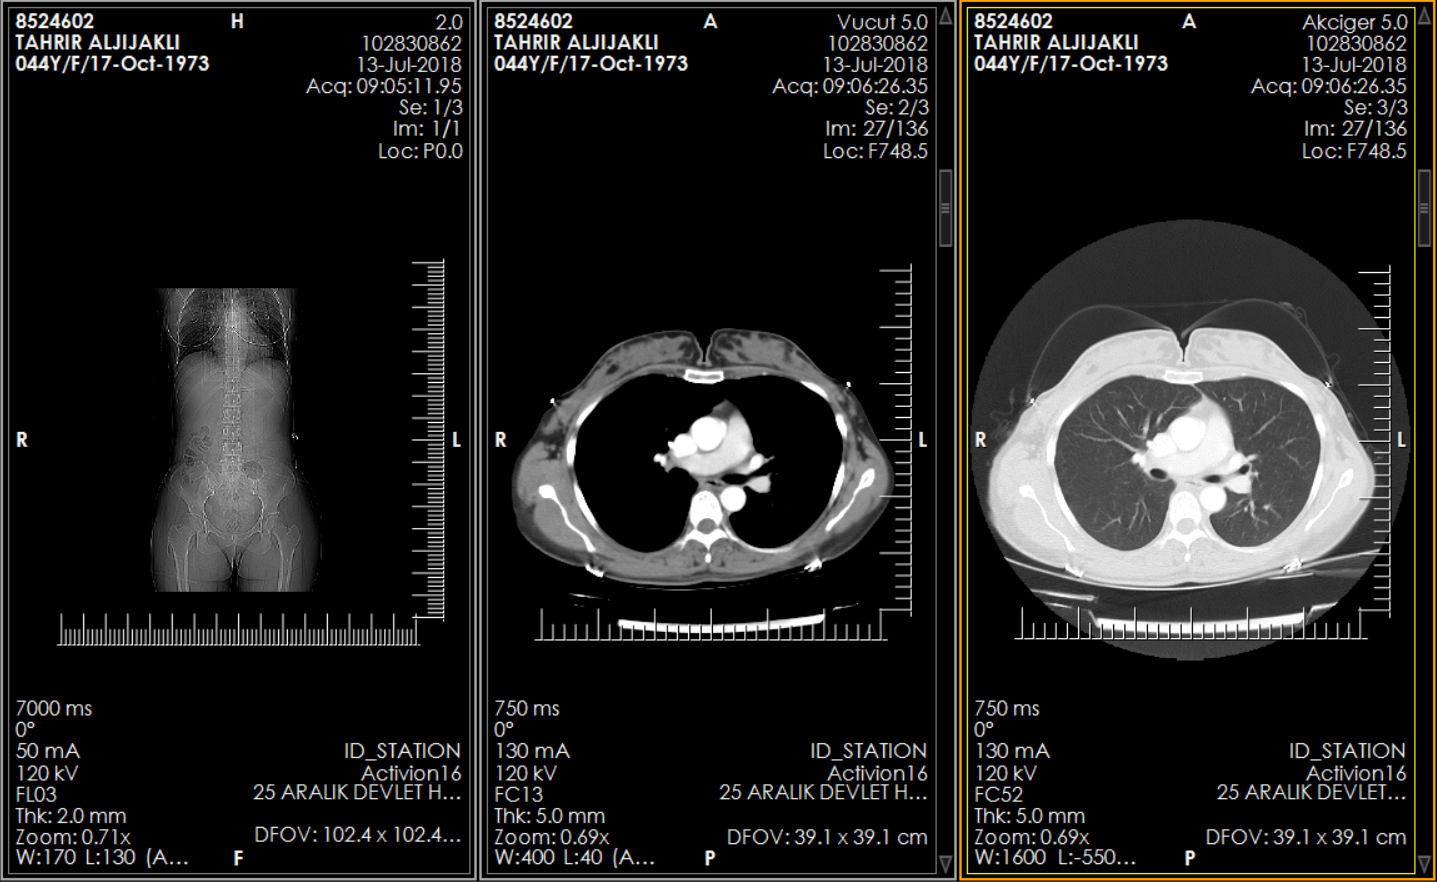 8524602
H
2.0
TAHRIR ALJIJAKLI
102830862
044Y/F/17-Oct-1973
13-Jul-2018
Acq: 09:05:11.95
Se: 1/3
Im: 1/1
Loc: P0.0
R
L
7000 ms
0°
50 mA
ID_STATION
120 kV
Activion16
FL03
25 ARALIK DEVLET H...
Thk: 2.0 mm
Zoom: 0.71x
DFOV: 102.4 x 102.4...
W:170 L:130 (A...
F
8524602
A
Vucut 5.0
TAHRIR ALJIJAKLI
102830862
044Y/F/17-Oct-1973
13-Jul-2018
Acq: 09:06:26.35
Se: 2/3
Im: 27/136
Loc: F748.5
R
L
750 ms
0°
130 mA
ID_STATION
120 kV
Activion16
FC13
25 ARALIK DEVLET H...
Thk: 5.0 mm
Zoom: 0.69x
DFOV: 39.1 x 39.1 cm
W:400 L:40 (A...
P
8524602
A
Akciger 5.0
TAHRIR ALJIJAKLI
102830862
044Y/F/17-Oct-1973
13-Jul-2018
Acq: 09:06:26.35
Se: 3/3
Im: 27/136
Loc: F748.5
R
L
750 ms
0°
130 mA
ID_STATION
120 kV
Activion16
FC52
25 ARALIK DEVLET...
Thk: 5.0 mm
Zoom: 0.69x
DFOV: 39.1 x 39.1 cm
W:1600 L:-550...
P